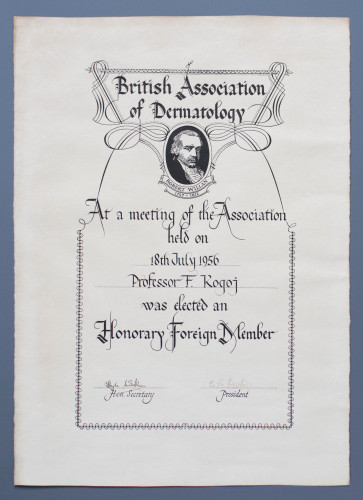 British Association
of Dermatology
ROBERT WILLAN
At a meeting of the Association
held on
18th July 1956
Professor F. Kogoj
was elected an
Honorary Foreign Member
Hon. Secretary President